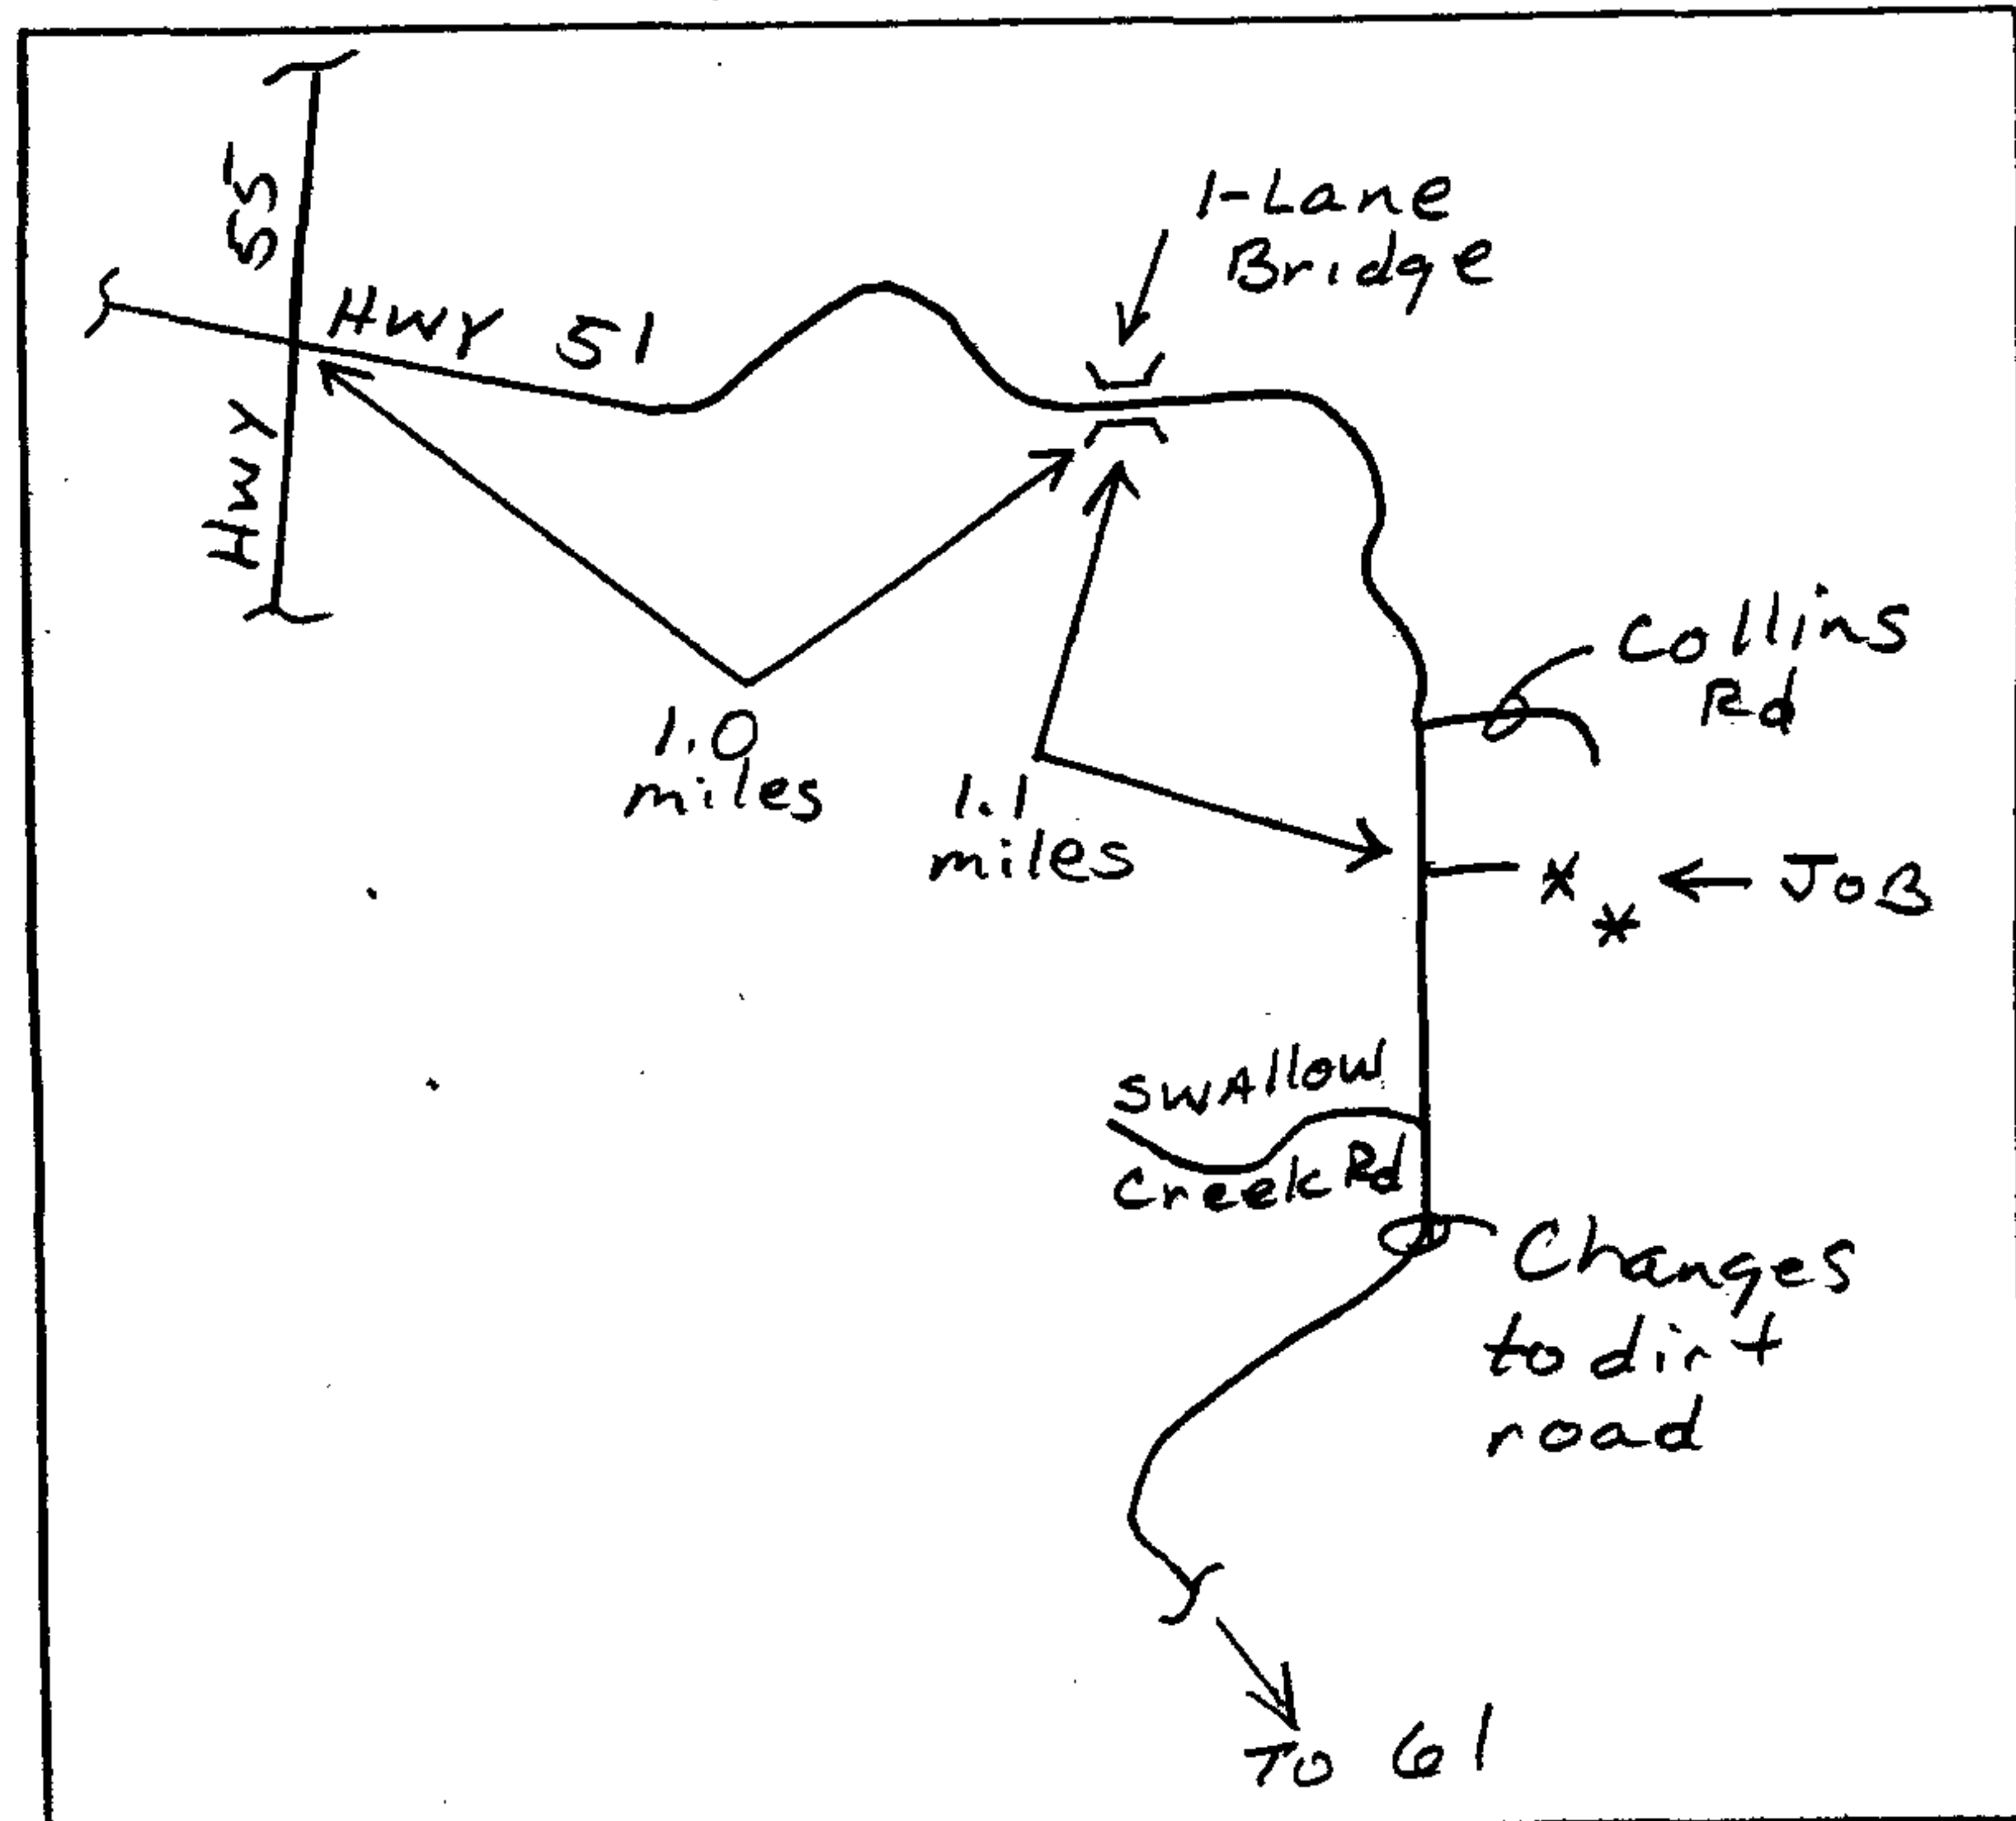 HWY 55
HWY 51
1-Lane
Bridge
1.0
miles
1.1
miles
Collins
Rd
* * ← JOB
SWAllow
Creek Rd
Changes
to dirt
road
TO 61